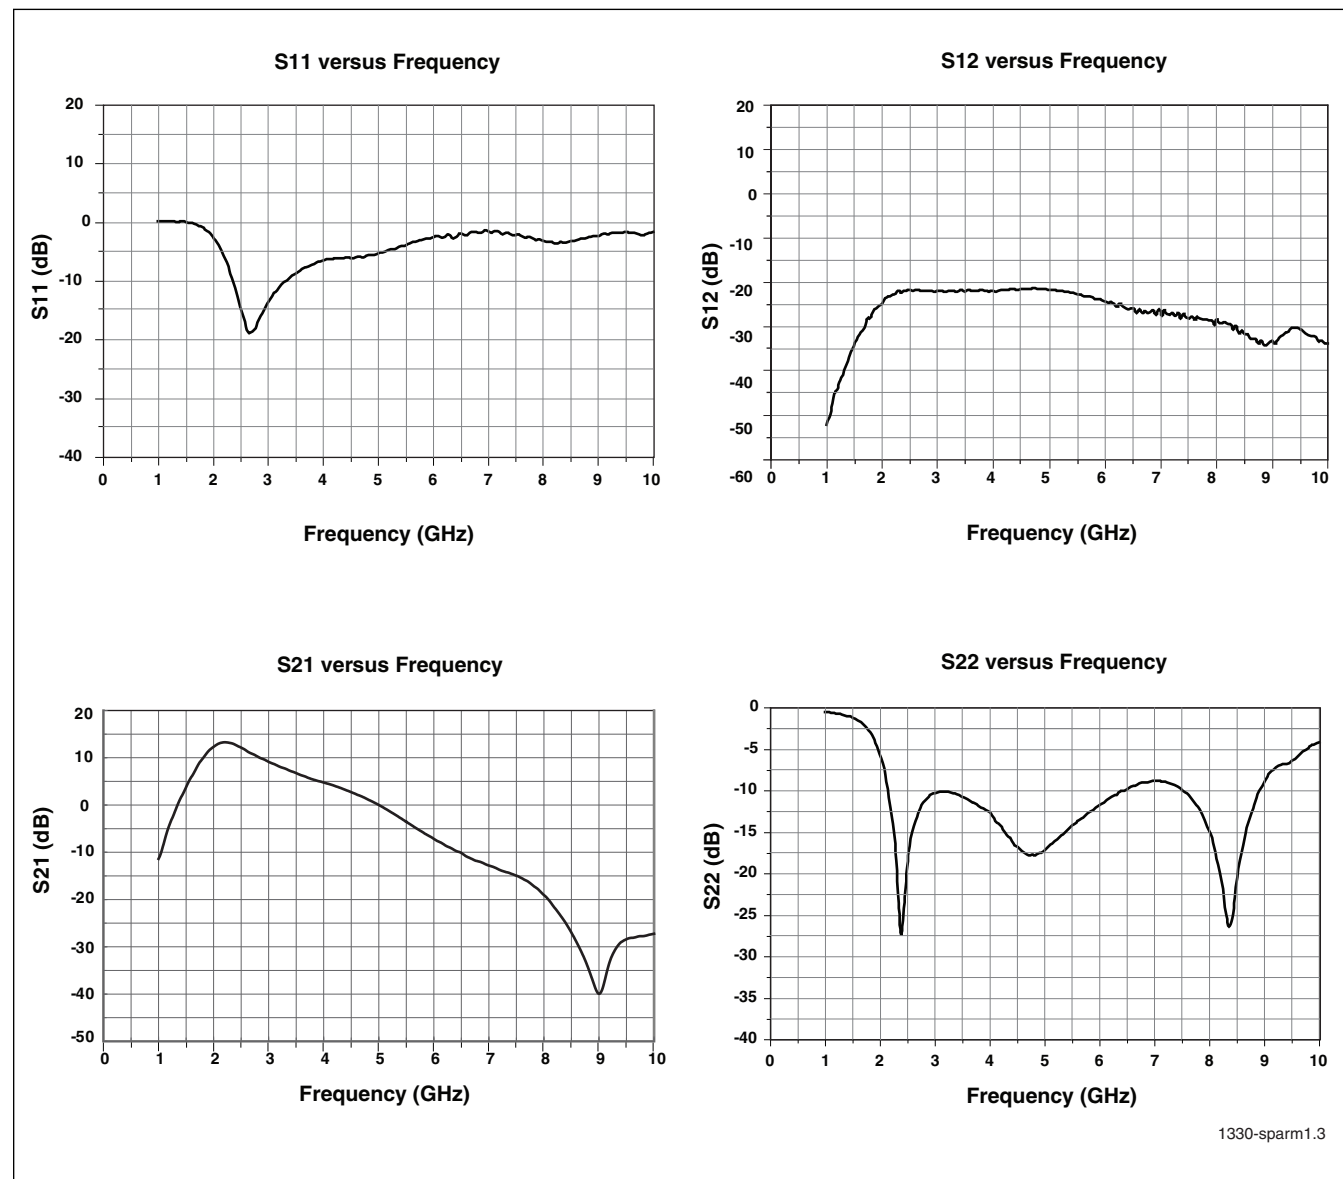 S11 versus Frequency
20
10
0
-10
-20
-30
-40
S11 (dB)
0 1 2 3 4 5 6 7 8 9 10
Frequency (GHz)
S12 versus Frequency
20
10
0
-10
-20
-30
-40
-50
-60
S12 (dB)
0 1 2 3 4 5 6 7 8 9 10
Frequency (GHz)
S21 versus Frequency
20
10
0
-10
-20
-30
-40
-50
S21 (dB)
0 1 2 3 4 5 6 7 8 9 10
Frequency (GHz)
S22 versus Frequency
0
-5
-10
-15
-20
-25
-30
-35
-40
S22 (dB)
0 1 2 3 4 5 6 7 8 9 10
Frequency (GHz)
1330-sparm1.3